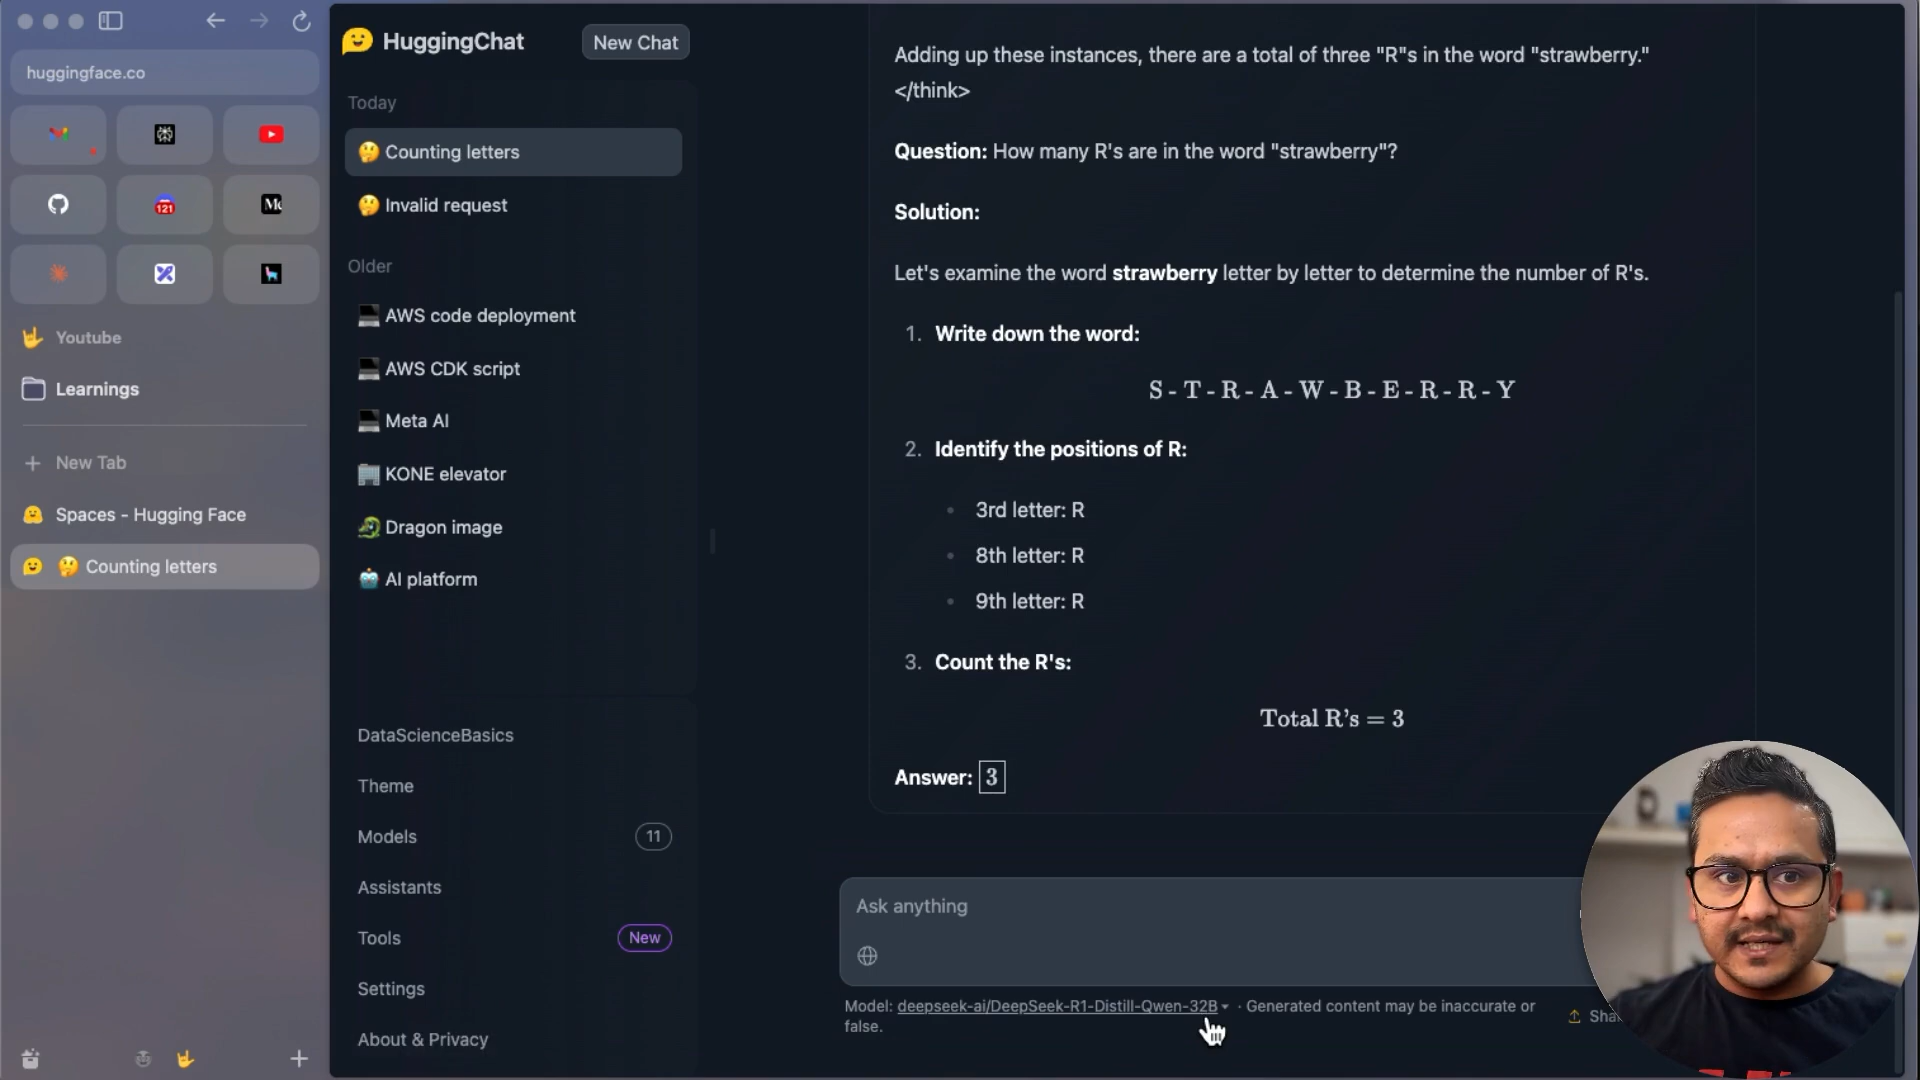 huggingface.co
121
Youtube
Learnings
New Tab
Spaces - Hugging Face
Counting letters
HuggingChat
New Chat
Today
Counting letters
Invalid request
Older
AWS code deployment
AWS CDK script
Meta AI
KONE elevator
Dragon image
AI platform
DataScienceBasics
Theme
Models 11
Assistants
Tools New
Settings
About & Privacy
Adding up these instances, there are a total of three "R"s in the word "strawberry."
</think>
Question: How many R's are in the word "strawberry"?
Solution:
Let's examine the word strawberry letter by letter to determine the number of R's.
1. Write down the word:
S - T - R - A - W - B - E - R - R - Y
2. Identify the positions of R:
• 3rd letter: R
• 8th letter: R
• 9th letter: R
3. Count the R's:
Total R’s = 3
Answer: 3
Ask anything
Model: deepseek-ai/DeepSeek-R1-Distill-Qwen-32B · Generated content may be inaccurate or
false.